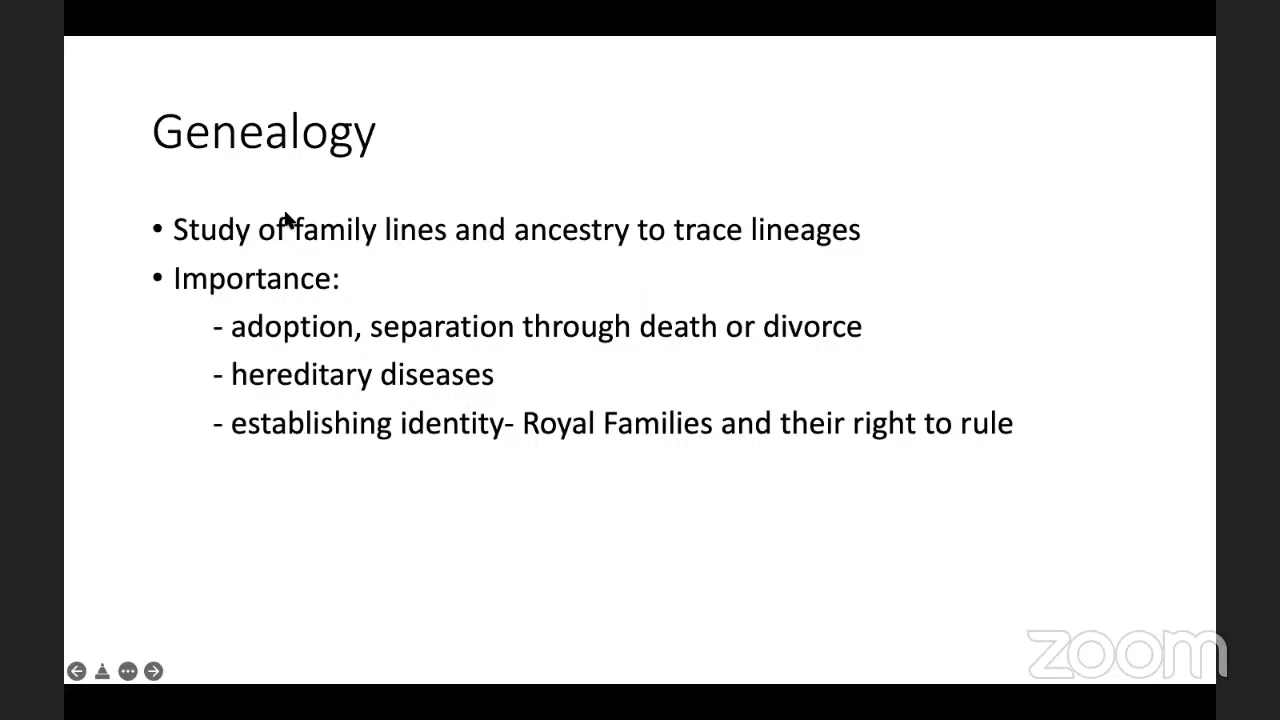 Genealogy
• Study of family lines and ancestry to trace lineages
• Importance:
- adoption, separation through death or divorce
- hereditary diseases
- establishing identity- Royal Families and their right to rule
zoom